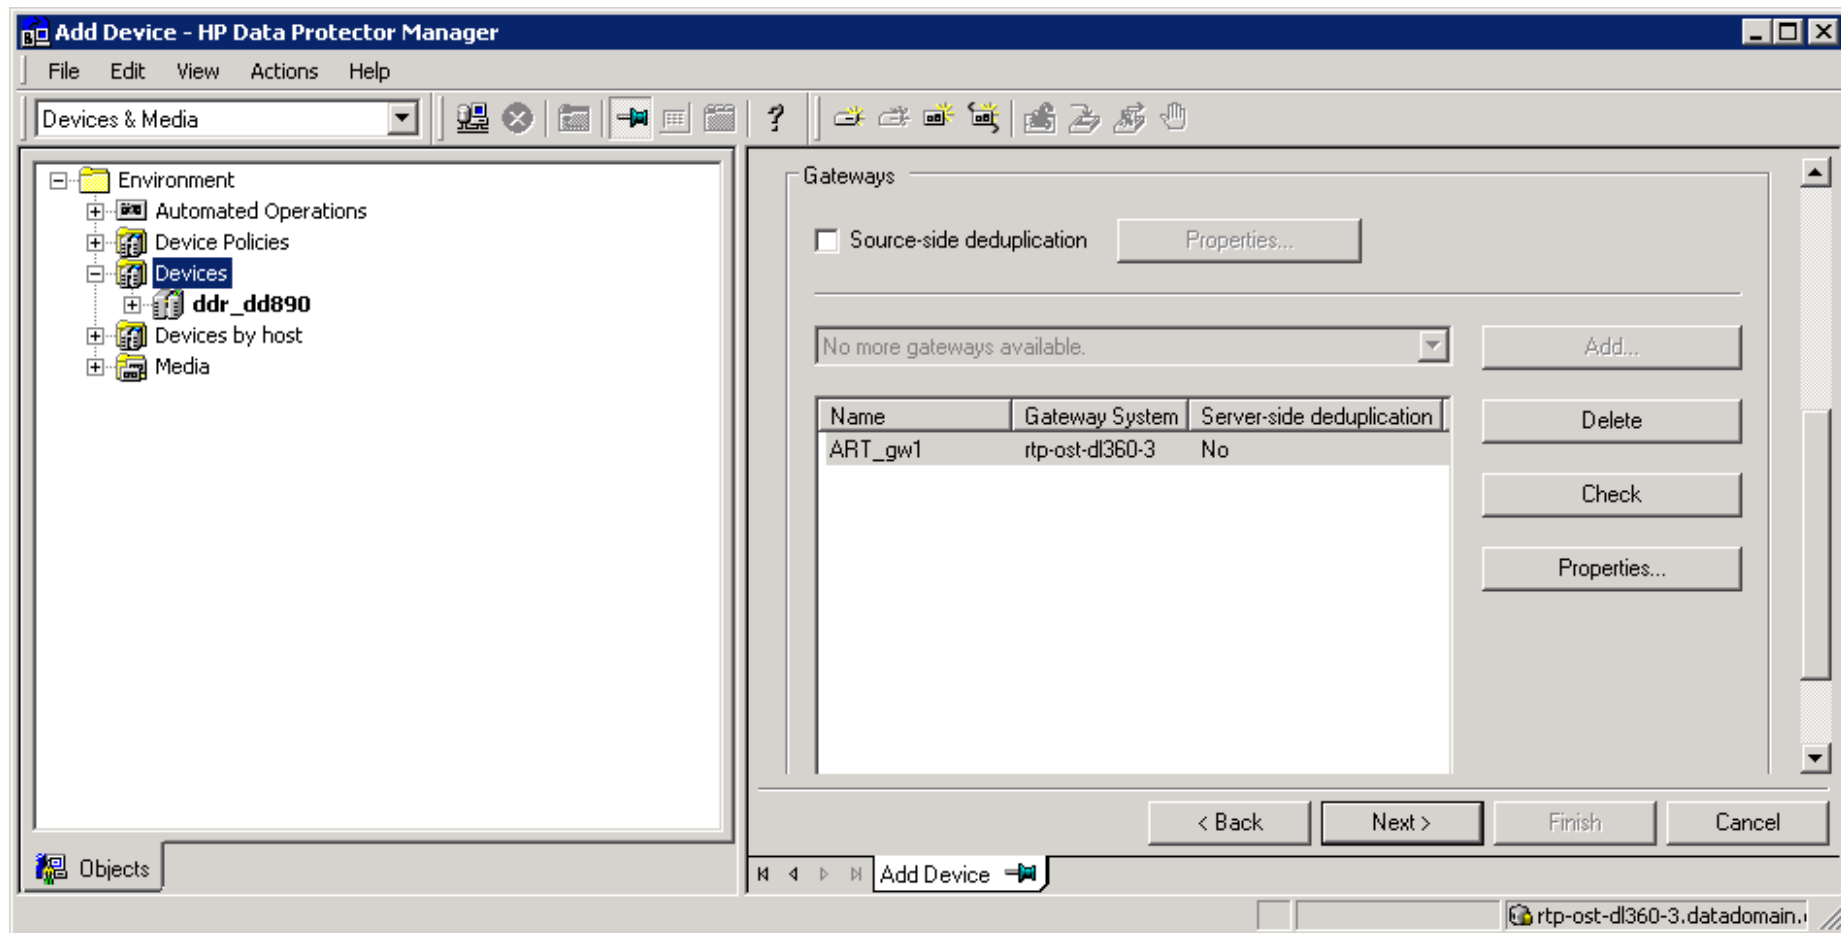 Add Device - HP Data Protector Manager
File Edit View Actions Help
Devices & Media
Environment
Automated Operations
Device Policies
Devices
ddr_dd890
Devices by host
Media
Objects
Gateways
Source-side deduplication Properties...
No more gateways available. Add...
Name Gateway System Server-side deduplication
ART_gw1 rtp-ost-dl360-3 No
Delete
Check
Properties...
< Back Next > Finish Cancel
Add Device
rtp-ost-dl360-3.datadomain.